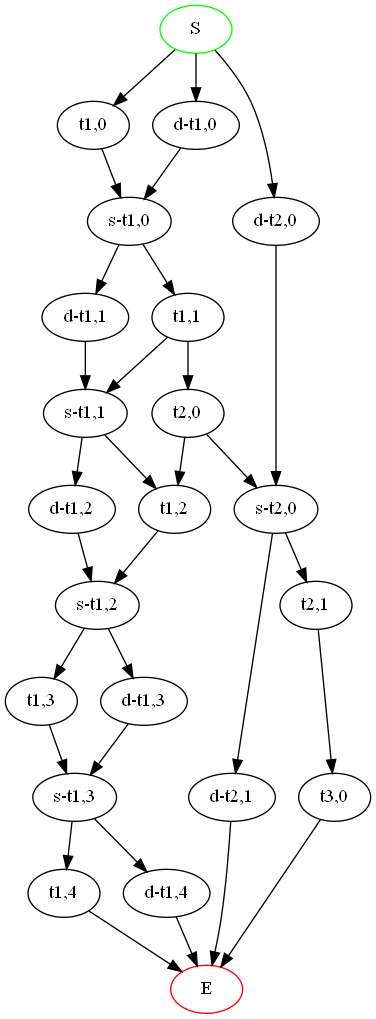 S
t1,0
d-t1,0
s-t1,0
d-t2,0
d-t1,1
t1,1
s-t1,1
t2,0
d-t1,2
t1,2
s-t2,0
s-t1,2
t2,1
t1,3
d-t1,3
s-t1,3
d-t2,1
t3,0
t1,4
d-t1,4
E